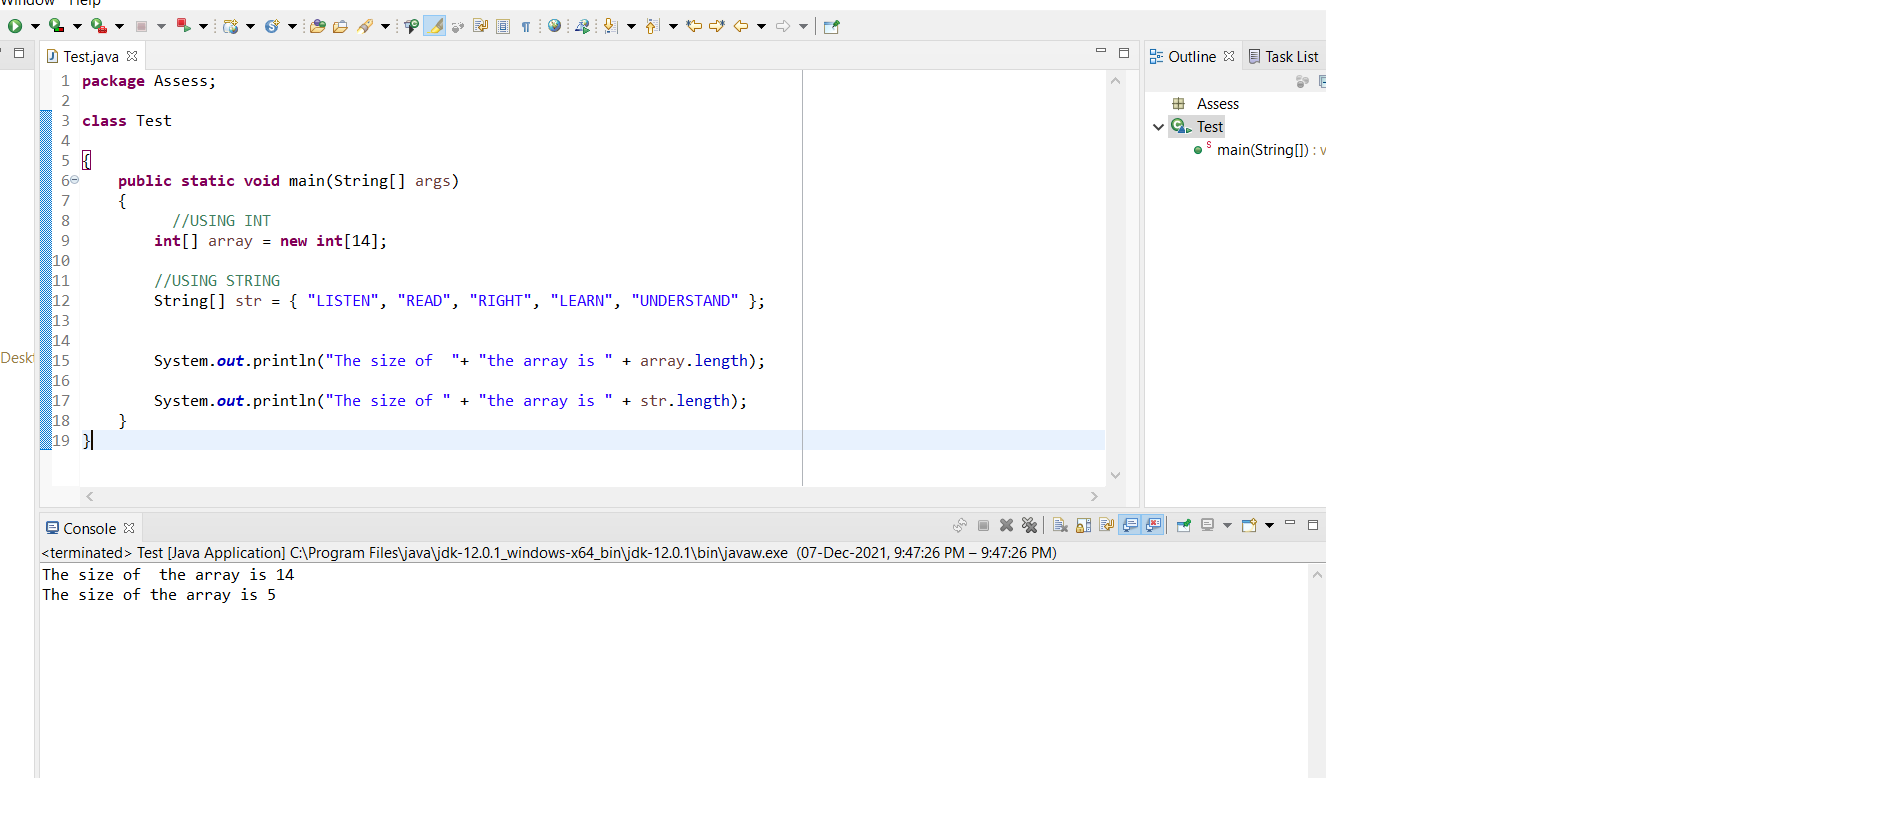 Window Help
Test.java
Outline
Task List
1 package Assess;
2
3 class Test
4
5 {
6 public static void main(String[] args)
7 {
8 //USING INT
9 int[] array = new int[14];
10
11 //USING STRING
12 String[] str = { "LISTEN", "READ", "RIGHT", "LEARN", "UNDERSTAND" };
13
14
15 System.out.println("The size of  "+ "the array is " + array.length);
16
17 System.out.println("The size of " + "the array is " + str.length);
18 }
19 }
Assess
Test
main(String[]) : v
Desk
Console
<terminated> Test [Java Application] C:\Program Files\java\jdk-12.0.1_windows-x64_bin\jdk-12.0.1\bin\javaw.exe (07-Dec-2021, 9:47:26 PM – 9:47:26 PM)
The size of  the array is 14
The size of the array is 5